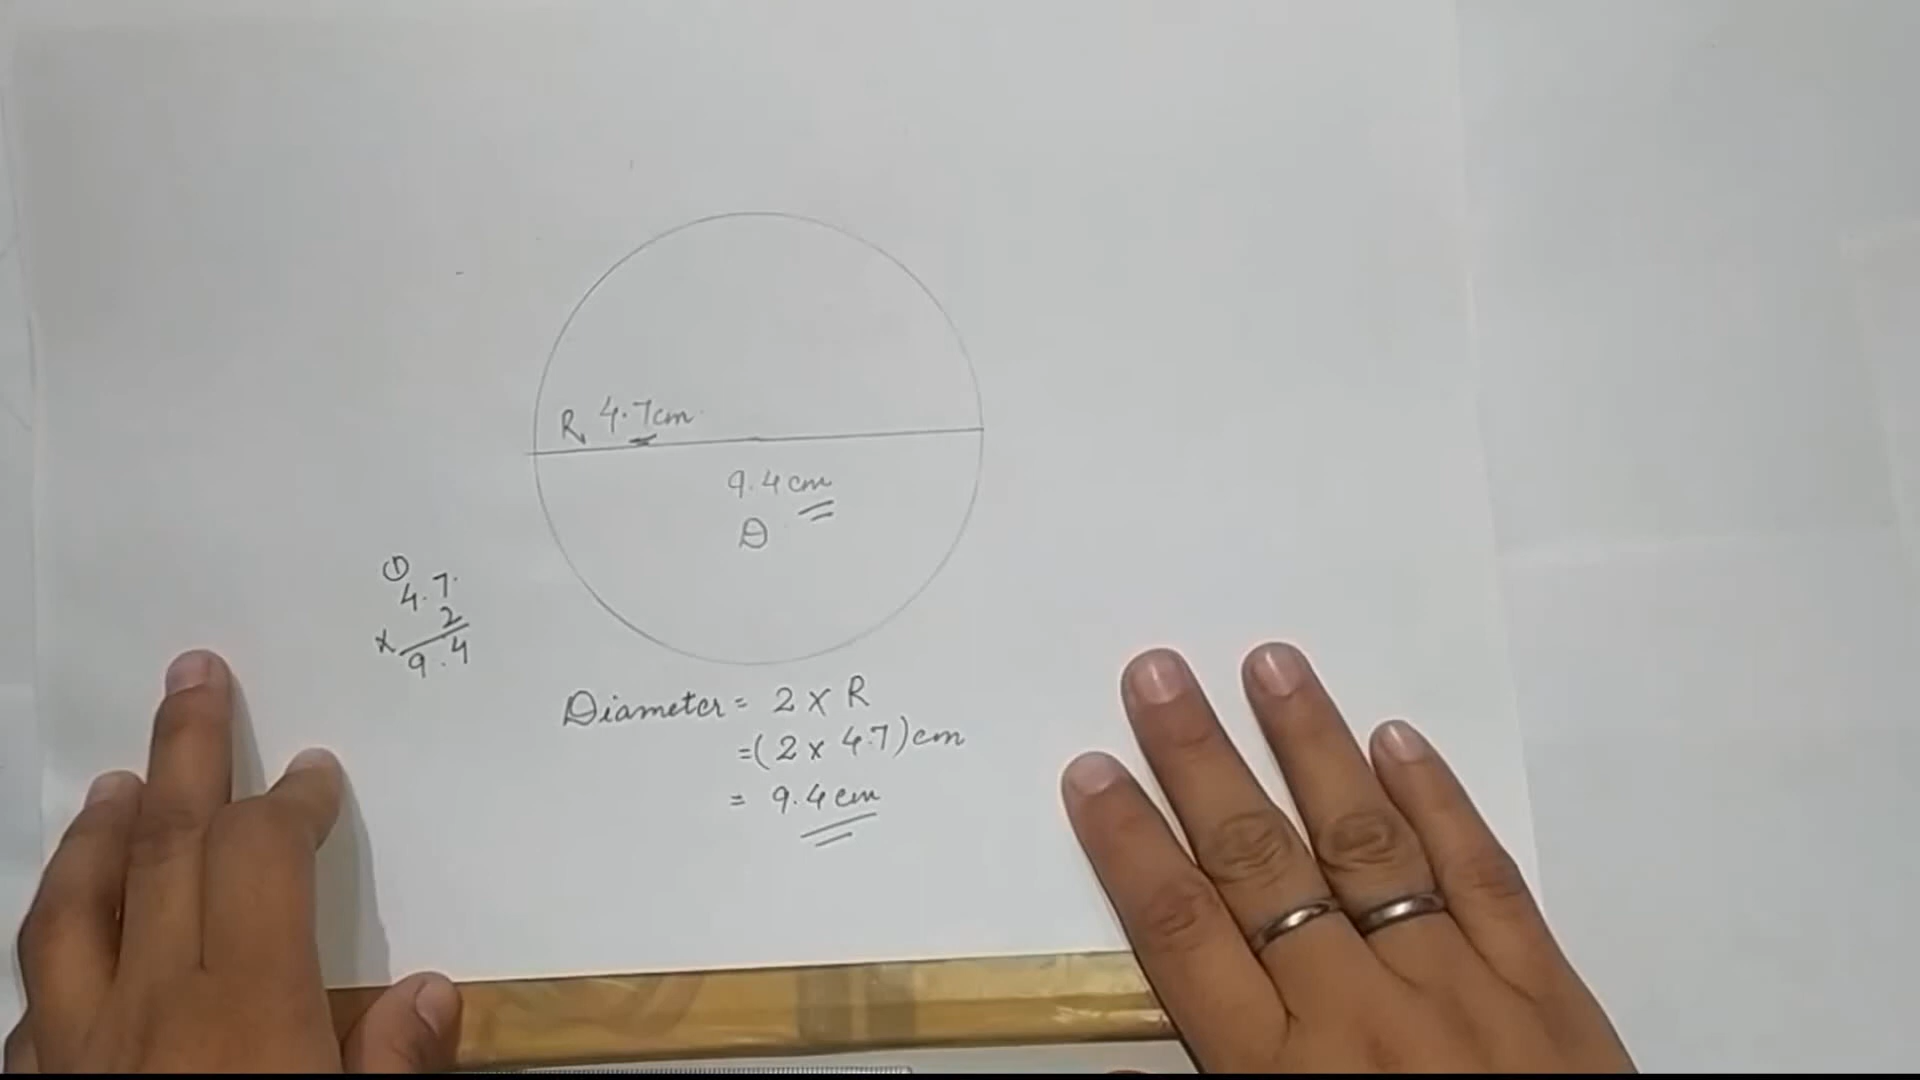 R 4.7cm
9.4cm
D
1
4.7
2
x
9.4
Diameter = 2 x R
=(2 x 4.7)cm
= 9.4cm